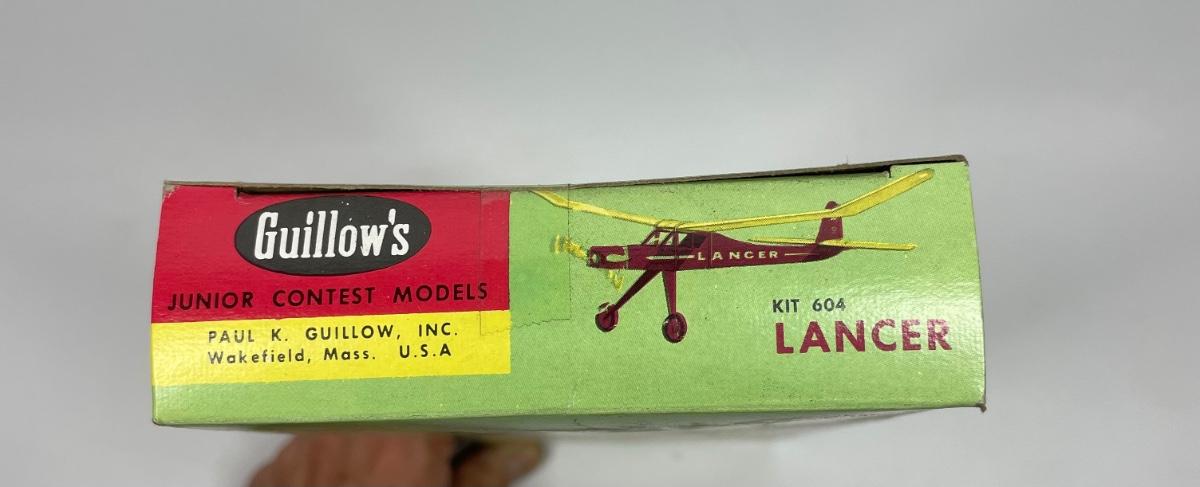 Guillow's
JUNIOR CONTEST MODELS
PAUL K. GUILLOW, INC.
Wakefield, Mass. U.S.A
LANCER
KIT 604
LANCER